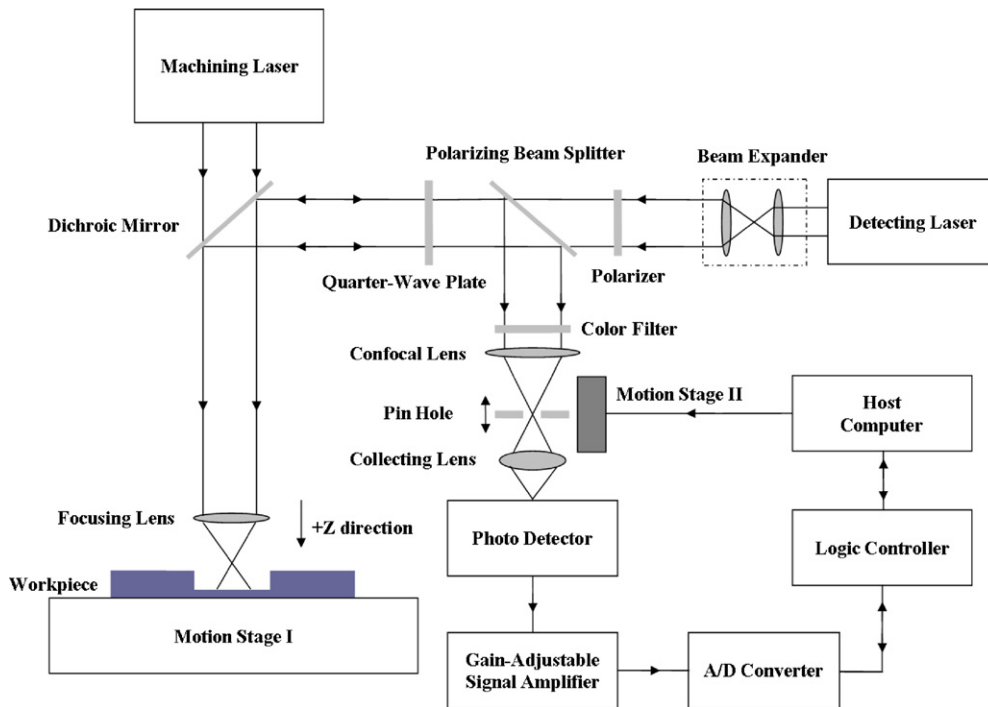 Machining Laser
Polarizing Beam Splitter
Beam Expander
Dichroic Mirror
Detecting Laser
Quarter-Wave Plate
Polarizer
Color Filter
Confocal Lens
Motion Stage II
Pin Hole
Host
Computer
Collecting Lens
Focusing Lens
+Z direction
Photo Detector
Logic Controller
Workpiece
Motion Stage I
Gain-Adjustable
Signal Amplifier
A/D Converter